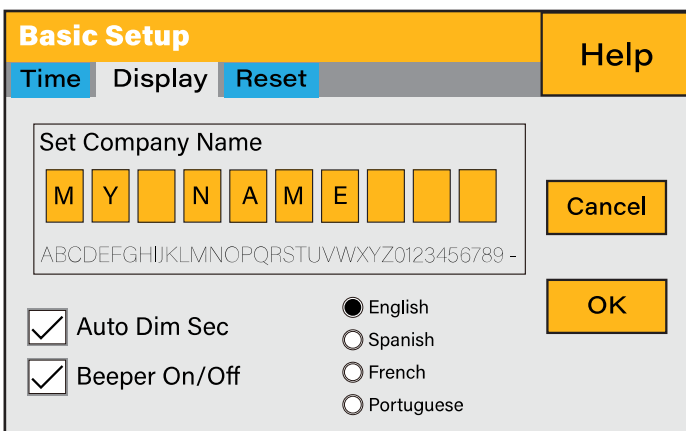 Basic Setup
Help
Time Display Reset
Set Company Name
M Y N A M E
ABCDEFGHIJKLMNOPQRSTUVWXYZ0123456789 -
Cancel
OK
Auto Dim Sec
Beeper On/Off
English
Spanish
French
Portuguese